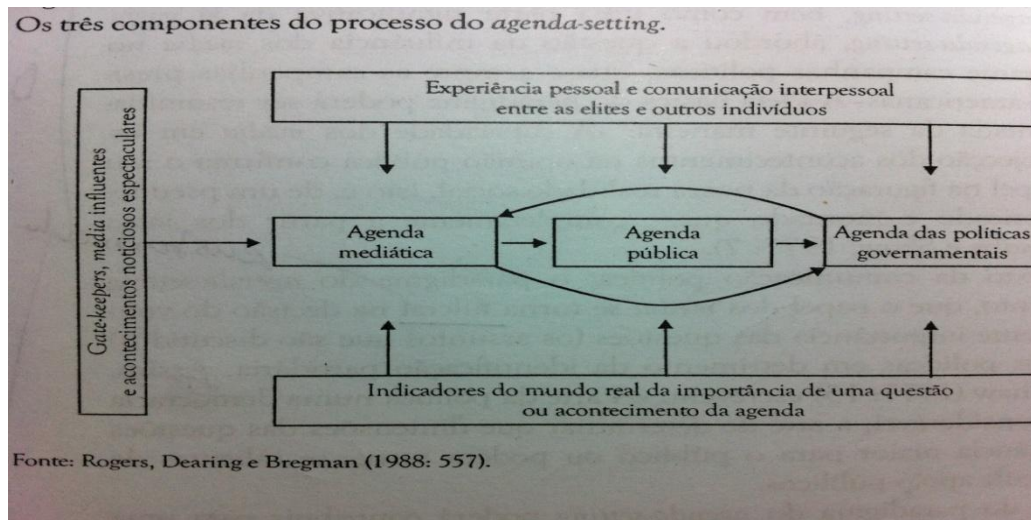 Os três componentes do processo do agenda-setting.
Experiência pessoal e comunicação interpessoal
entre as elites e outros indivíduos
Gate-keepers, media influentes
e acontecimentos noticiosos espectaculares
Agenda
mediática
Agenda
pública
Agenda das políticas
governamentais
Indicadores do mundo real da importância de uma questão
ou acontecimento da agenda
Fonte: Rogers, Dearing e Bregman (1988: 557).